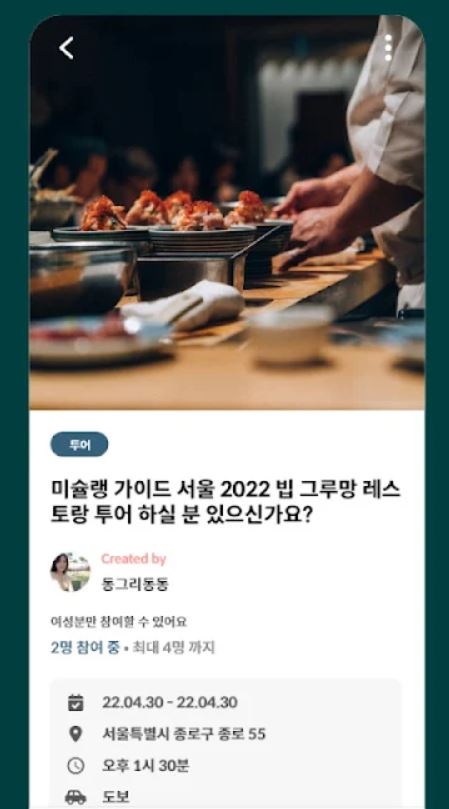 투어
미슐랭 가이드 서울 2022 빕 그루망 레스
토랑 투어 하실 분 있으신가요?
Created by
동그리동동
여성분만 참여할 수 있어요
2명 참여 중 • 최대 4명 까지
22.04.30 - 22.04.30
서울특별시 종로구 종로 55
오후 1시 30분
도보